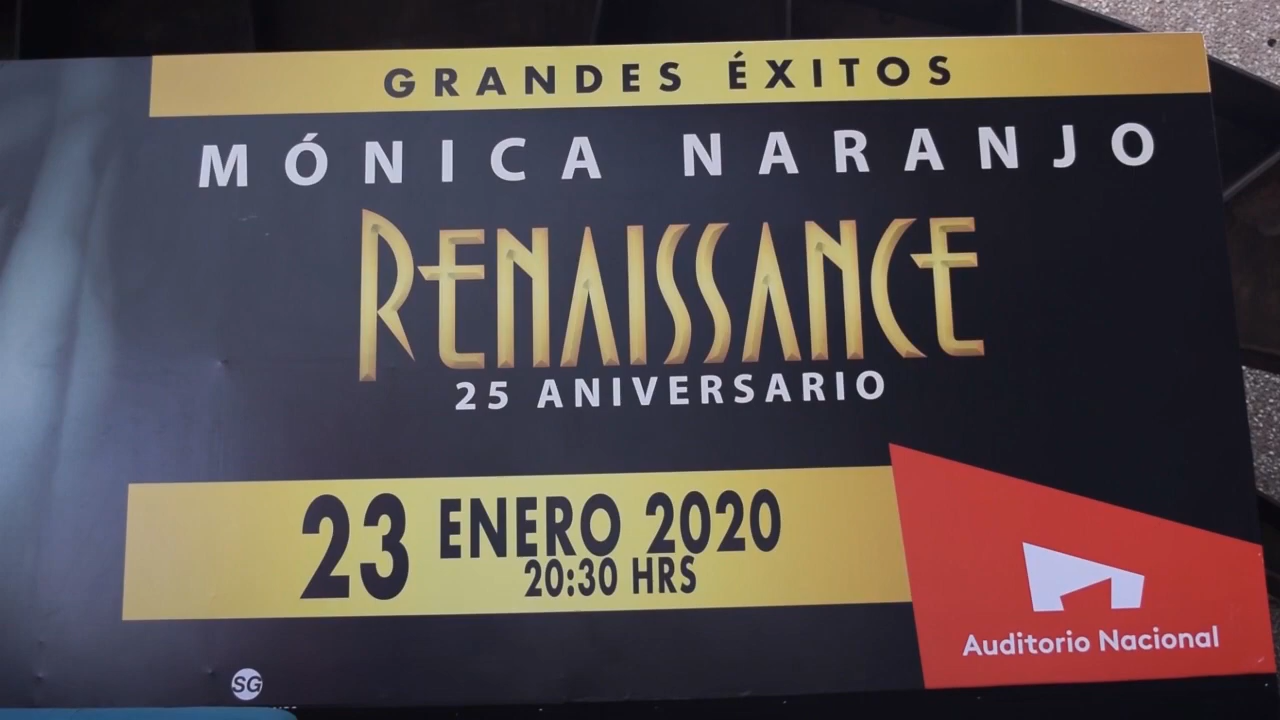 GRANDES ÉXITOS
MÓNICA NARANJO
RENAISSANCE
25 ANIVERSARIO
23 ENERO 2020
20:30 HRS
Auditorio Nacional
SG